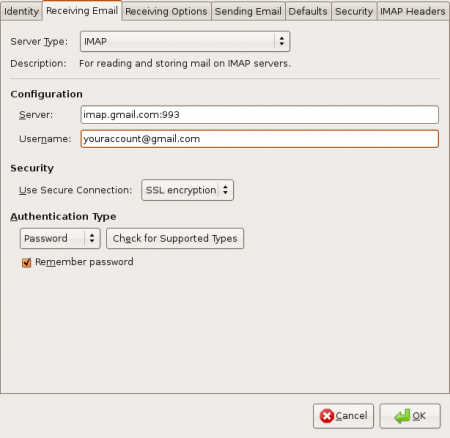 Identity Receiving Email Receiving Options Sending Email Defaults Security IMAP Headers
Server Type: IMAP
Description: For reading and storing mail on IMAP servers.
Configuration
Server: imap.gmail.com:993
Username: youraccount@gmail.com
Security
Use Secure Connection: SSL encryption
Authentication Type
Password Check for Supported Types
Remember password
Cancel OK